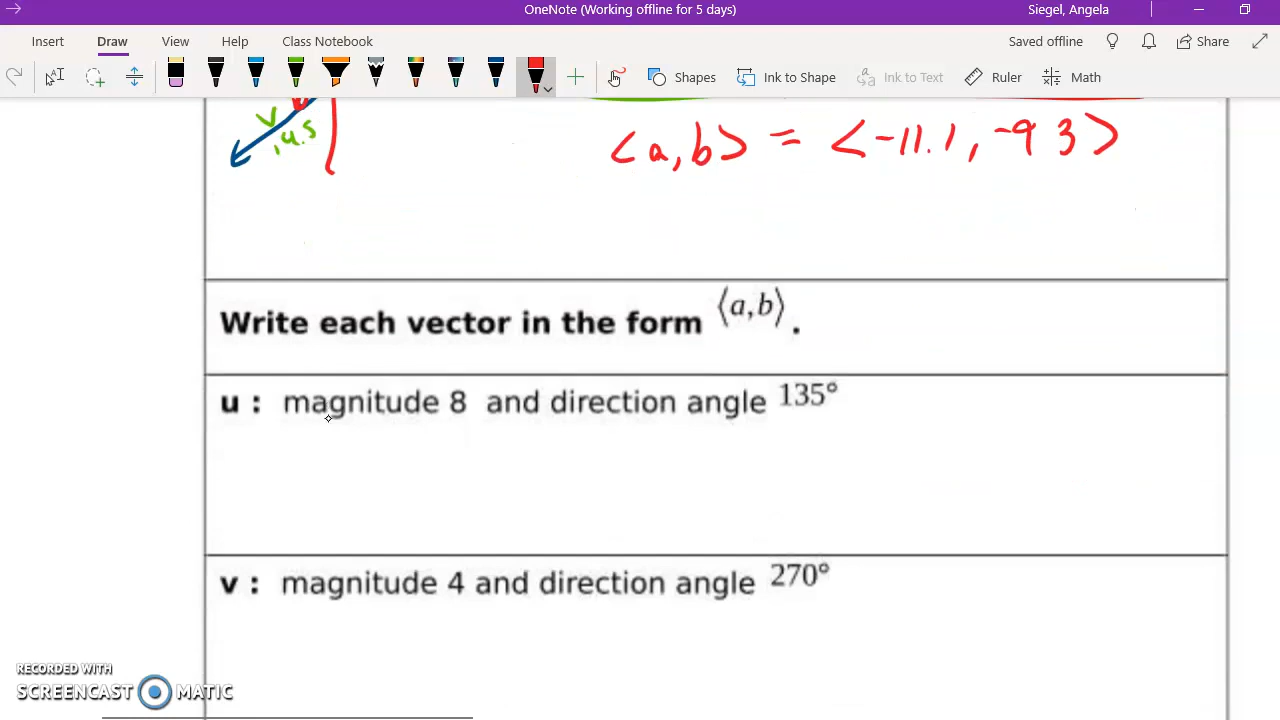 OneNote (Working offline for 5 days)
Siegel, Angela
Insert Draw View Help Class Notebook
Saved offline Share
Shapes Ink to Shape Ink to Text Ruler Math
v 14.5
<a,b> = <-11.1, -9 3>
Write each vector in the form ⟨a,b⟩ .
u : magnitude 8 and direction angle 135°
v : magnitude 4 and direction angle 270°
RECORDED WITH
SCREENCAST MATIC